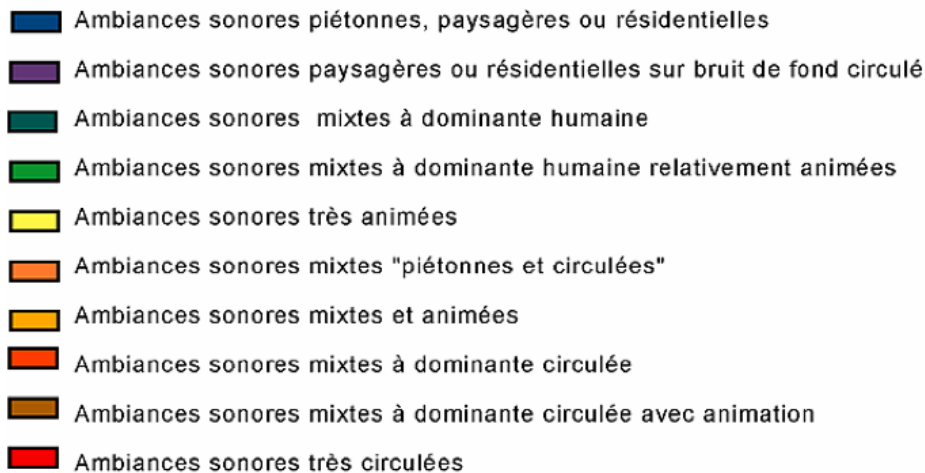 Ambiances sonores piétonnes, paysagères ou résidentielles
Ambiances sonores paysagères ou résidentielles sur bruit de fond circulé
Ambiances sonores mixtes à dominante humaine
Ambiances sonores mixtes à dominante humaine relativement animées
Ambiances sonores très animées
Ambiances sonores mixtes "piétonnes et circulées"
Ambiances sonores mixtes et animées
Ambiances sonores mixtes à dominante circulée
Ambiances sonores mixtes à dominante circulée avec animation
Ambiances sonores très circulées